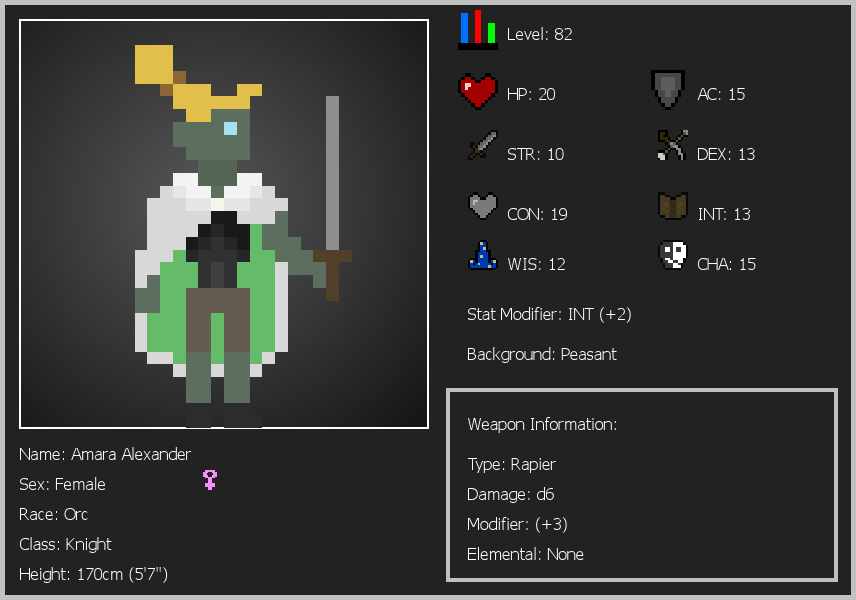 Level: 82
HP: 20
AC: 15
STR: 10
DEX: 13
CON: 19
INT: 13
WIS: 12
CHA: 15
Stat Modifier: INT (+2)
Background: Peasant
Weapon Information:
Type: Rapier
Damage: d6
Modifier: (+3)
Elemental: None
Name: Amara Alexander
Sex: Female
Race: Orc
Class: Knight
Height: 170cm (5'7")